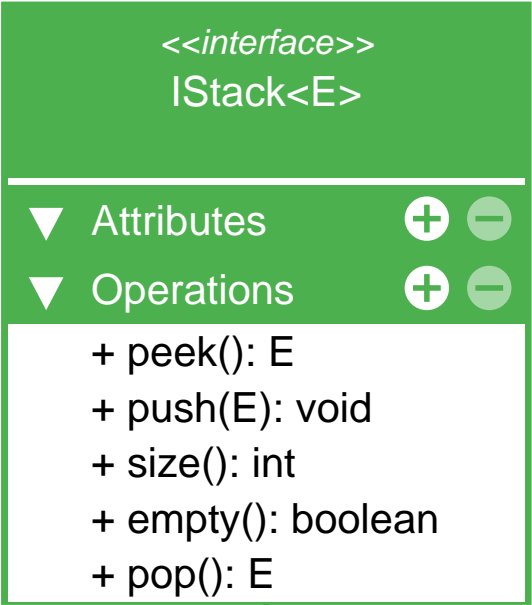 <<interface>>
IStack<E>
Attributes
Operations
+ peek(): E
+ push(E): void
+ size(): int
+ empty(): boolean
+ pop(): E